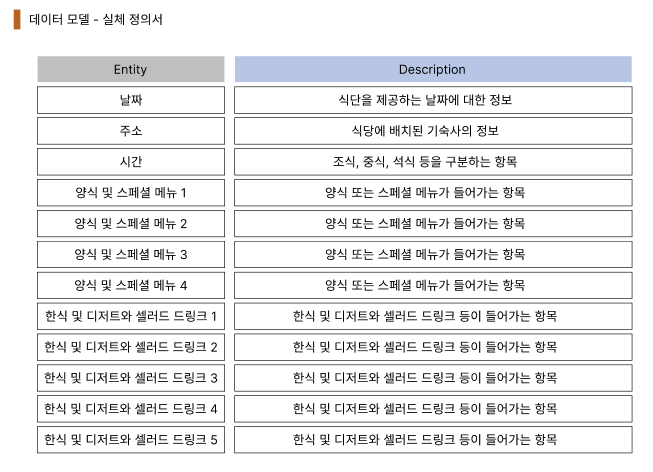 데이터 모델 - 실체 정의서
Entity Description
날짜 식단을 제공하는 날짜에 대한 정보
주소 식당에 배치된 기숙사의 정보
시간 조식, 중식, 석식 등을 구분하는 항목
양식 및 스페셜 메뉴 1 양식 또는 스페셜 메뉴가 들어가는 항목
양식 및 스페셜 메뉴 2 양식 또는 스페셜 메뉴가 들어가는 항목
양식 및 스페셜 메뉴 3 양식 또는 스페셜 메뉴가 들어가는 항목
양식 및 스페셜 메뉴 4 양식 또는 스페셜 메뉴가 들어가는 항목
한식 및 디저트와 셀러드 드링크 1 한식 및 디저트와 셀러드 드링크 등이 들어가는 항목
한식 및 디저트와 셀러드 드링크 2 한식 및 디저트와 셀러드 드링크 등이 들어가는 항목
한식 및 디저트와 셀러드 드링크 3 한식 및 디저트와 셀러드 드링크 등이 들어가는 항목
한식 및 디저트와 셀러드 드링크 4 한식 및 디저트와 셀러드 드링크 등이 들어가는 항목
한식 및 디저트와 셀러드 드링크 5 한식 및 디저트와 셀러드 드링크 등이 들어가는 항목